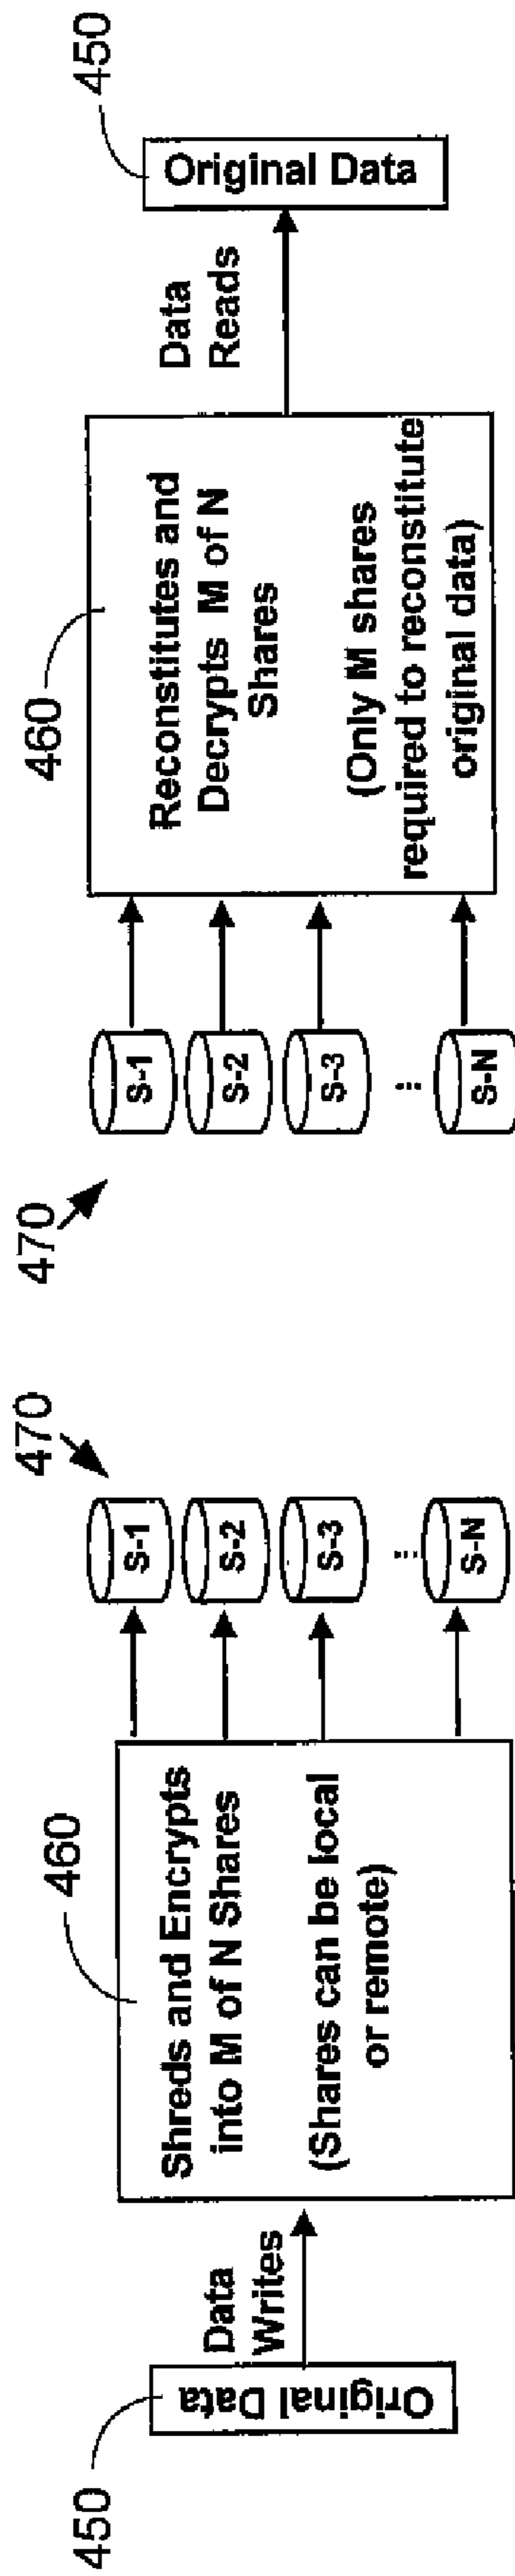 450
Original Data
Data
Writes
460
Shreds and Encrypts
into M of N Shares
(Shares can be local
or remote)
470
S-1
S-2
S-3
...
S-N
470
S-1
S-2
S-3
...
S-N
460
Reconstitutes and
Decrypts M of N
Shares
(Only M shares
required to reconstitute
original data)
Data
Reads
450
Original Data